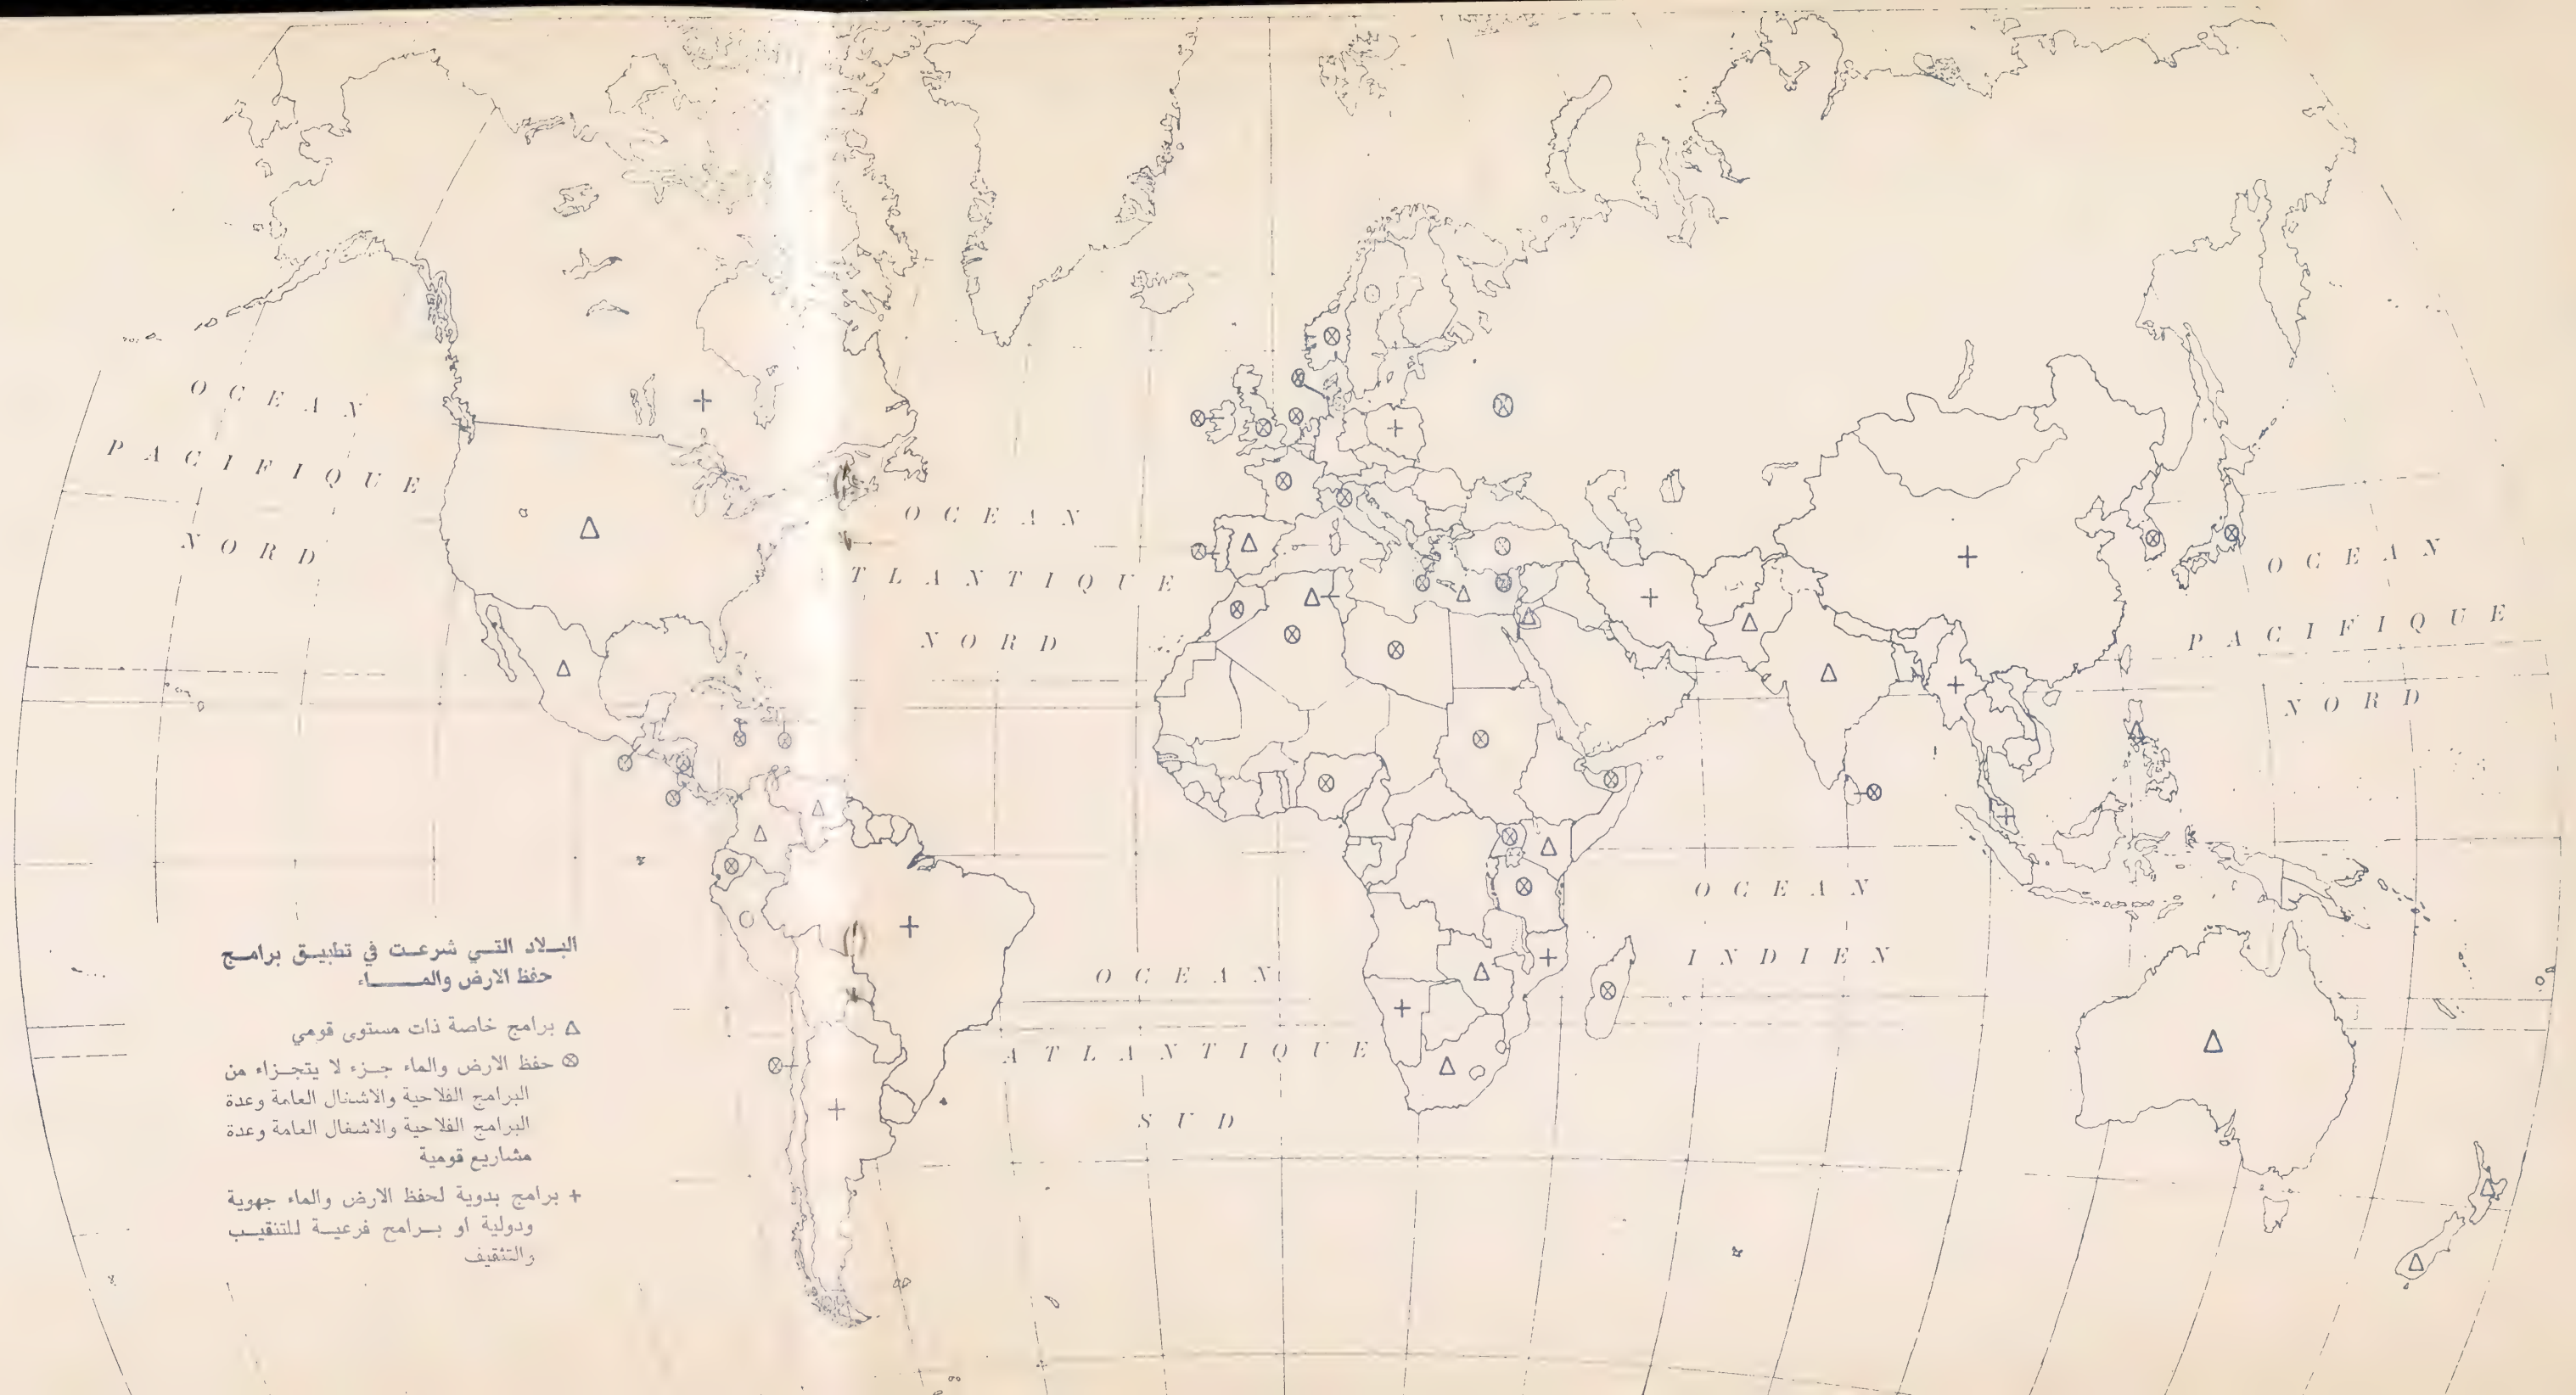 OCEAN
PACIFIQUE
NORD
OCEAN
ATLANTIQUE
NORD
OCEAN
PACIFIQUE
NORD
OCEAN
INDIEN
OCEAN
ATLANTIQUE
SUD
البلاد التي شرعت في تطبيق برامج
حفظ الارض والماء
△ برامج خاصة ذات مستوى قومي
⊗ حفظ الارض والماء جزء لا يتجزاء من
البرامج الفلاحية والاشغال العامة وعدة
البرامج الفلاحية والاشغال العامة وعدة
مشاريع قومية
+ برامج بدوية لحفظ الارض والماء جهوية
ودولية او برامج فرعية للتنقيب
والتثقيف